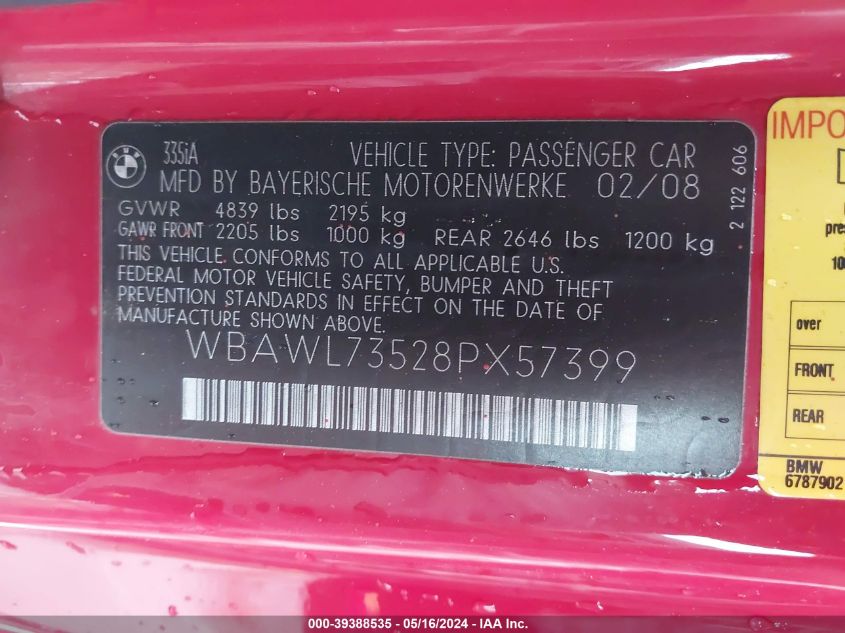 BMW
335iA VEHICLE TYPE: PASSENGER CAR
MFD BY BAYERISCHE MOTORENWERKE 02/08
GVWR 4839 lbs 2195 kg
GAWR FRONT 2205 lbs 1000 kg REAR 2646 lbs 1200 kg
THIS VEHICLE CONFORMS TO ALL APPLICABLE U.S.
FEDERAL MOTOR VEHICLE SAFETY, BUMPER AND THEFT
PREVENTION STANDARDS IN EFFECT ON THE DATE OF
MANUFACTURE SHOWN ABOVE.
WBAWL73528PX57399
2 122 606
IMPO
pres
10
over
FRONT
REAR
BMW
6787902
000-39388535 - 05/16/2024 - IAA Inc.